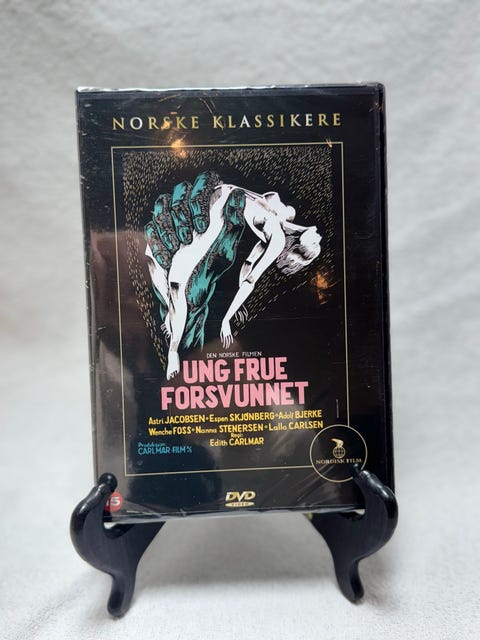 NORSKE KLASSIKERE
DEN NORSKE FILMEN
UNG FRUE
FORSVUNNET
Astri JACOBSEN • Espen SKJØNBERG • Adolf BJERKE
Wenche FOSS • Nanna STENERSEN • Lalla CARLSEN
Regi:
Edith CARLMAR
Produksjon:
CARLMAR-FILM A/S
NORDISK FILM
15
DVD
VIDEO